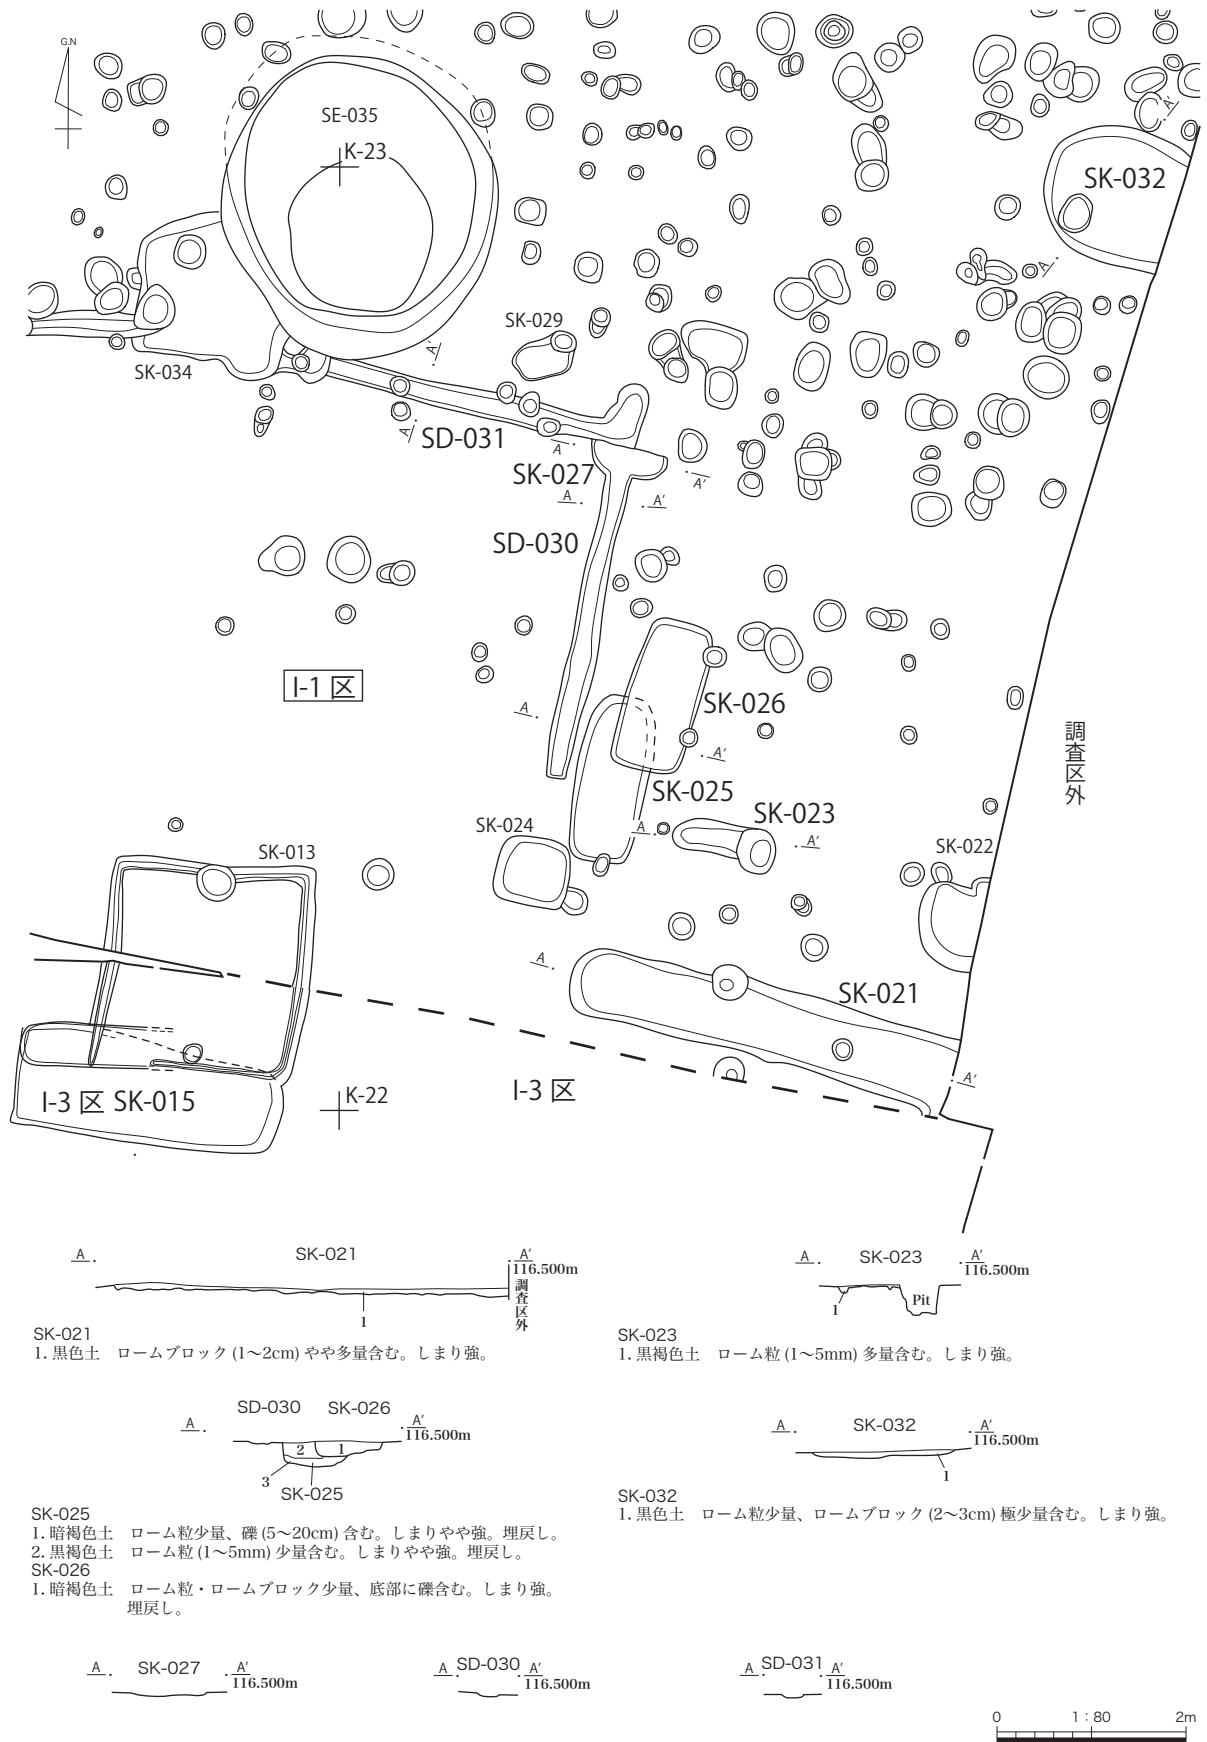 G.N
SE-035
K-23
SK-032
A'
A
SK-029
A'
SK-034
A
SD-031
A
SK-027
A'
A
A'
SD-030
I-1 区
SK-026
A
A'
調査区外
SK-025
SK-023
SK-024
A
A'
SK-022
SK-013
A
SK-021
A'
I-3 区 SK-015
K-22
I-3 区
A
SK-021
A'
116.500m
調査区外
1
SK-021
1. 黒色土 ロームブロック (1〜2cm) やや多量含む。しまり強。
A
SK-023
A'
116.500m
1
Pit
SK-023
1. 黒褐色土 ローム粒 (1〜5mm) 多量含む。しまり強。
A
SD-030 SK-026
A'
116.500m
2
1
3
SK-025
SK-025
1. 暗褐色土 ローム粒少量、礫 (5〜20cm) 含む。しまりやや強。埋戻し。
2. 黒褐色土 ローム粒 (1〜5mm) 少量含む。しまりやや強。埋戻し。
SK-026
1. 暗褐色土 ローム粒・ロームブロック少量、底部に礫含む。しまり強。
埋戻し。
A
SK-032
A'
116.500m
1
SK-032
1. 黒色土 ローム粒少量、ロームブロック (2〜3cm) 極少量含む。しまり強。
A SK-027 A'
116.500m
A SD-030 A'
116.500m
A SD-031 A'
116.500m
0 1：80 2m